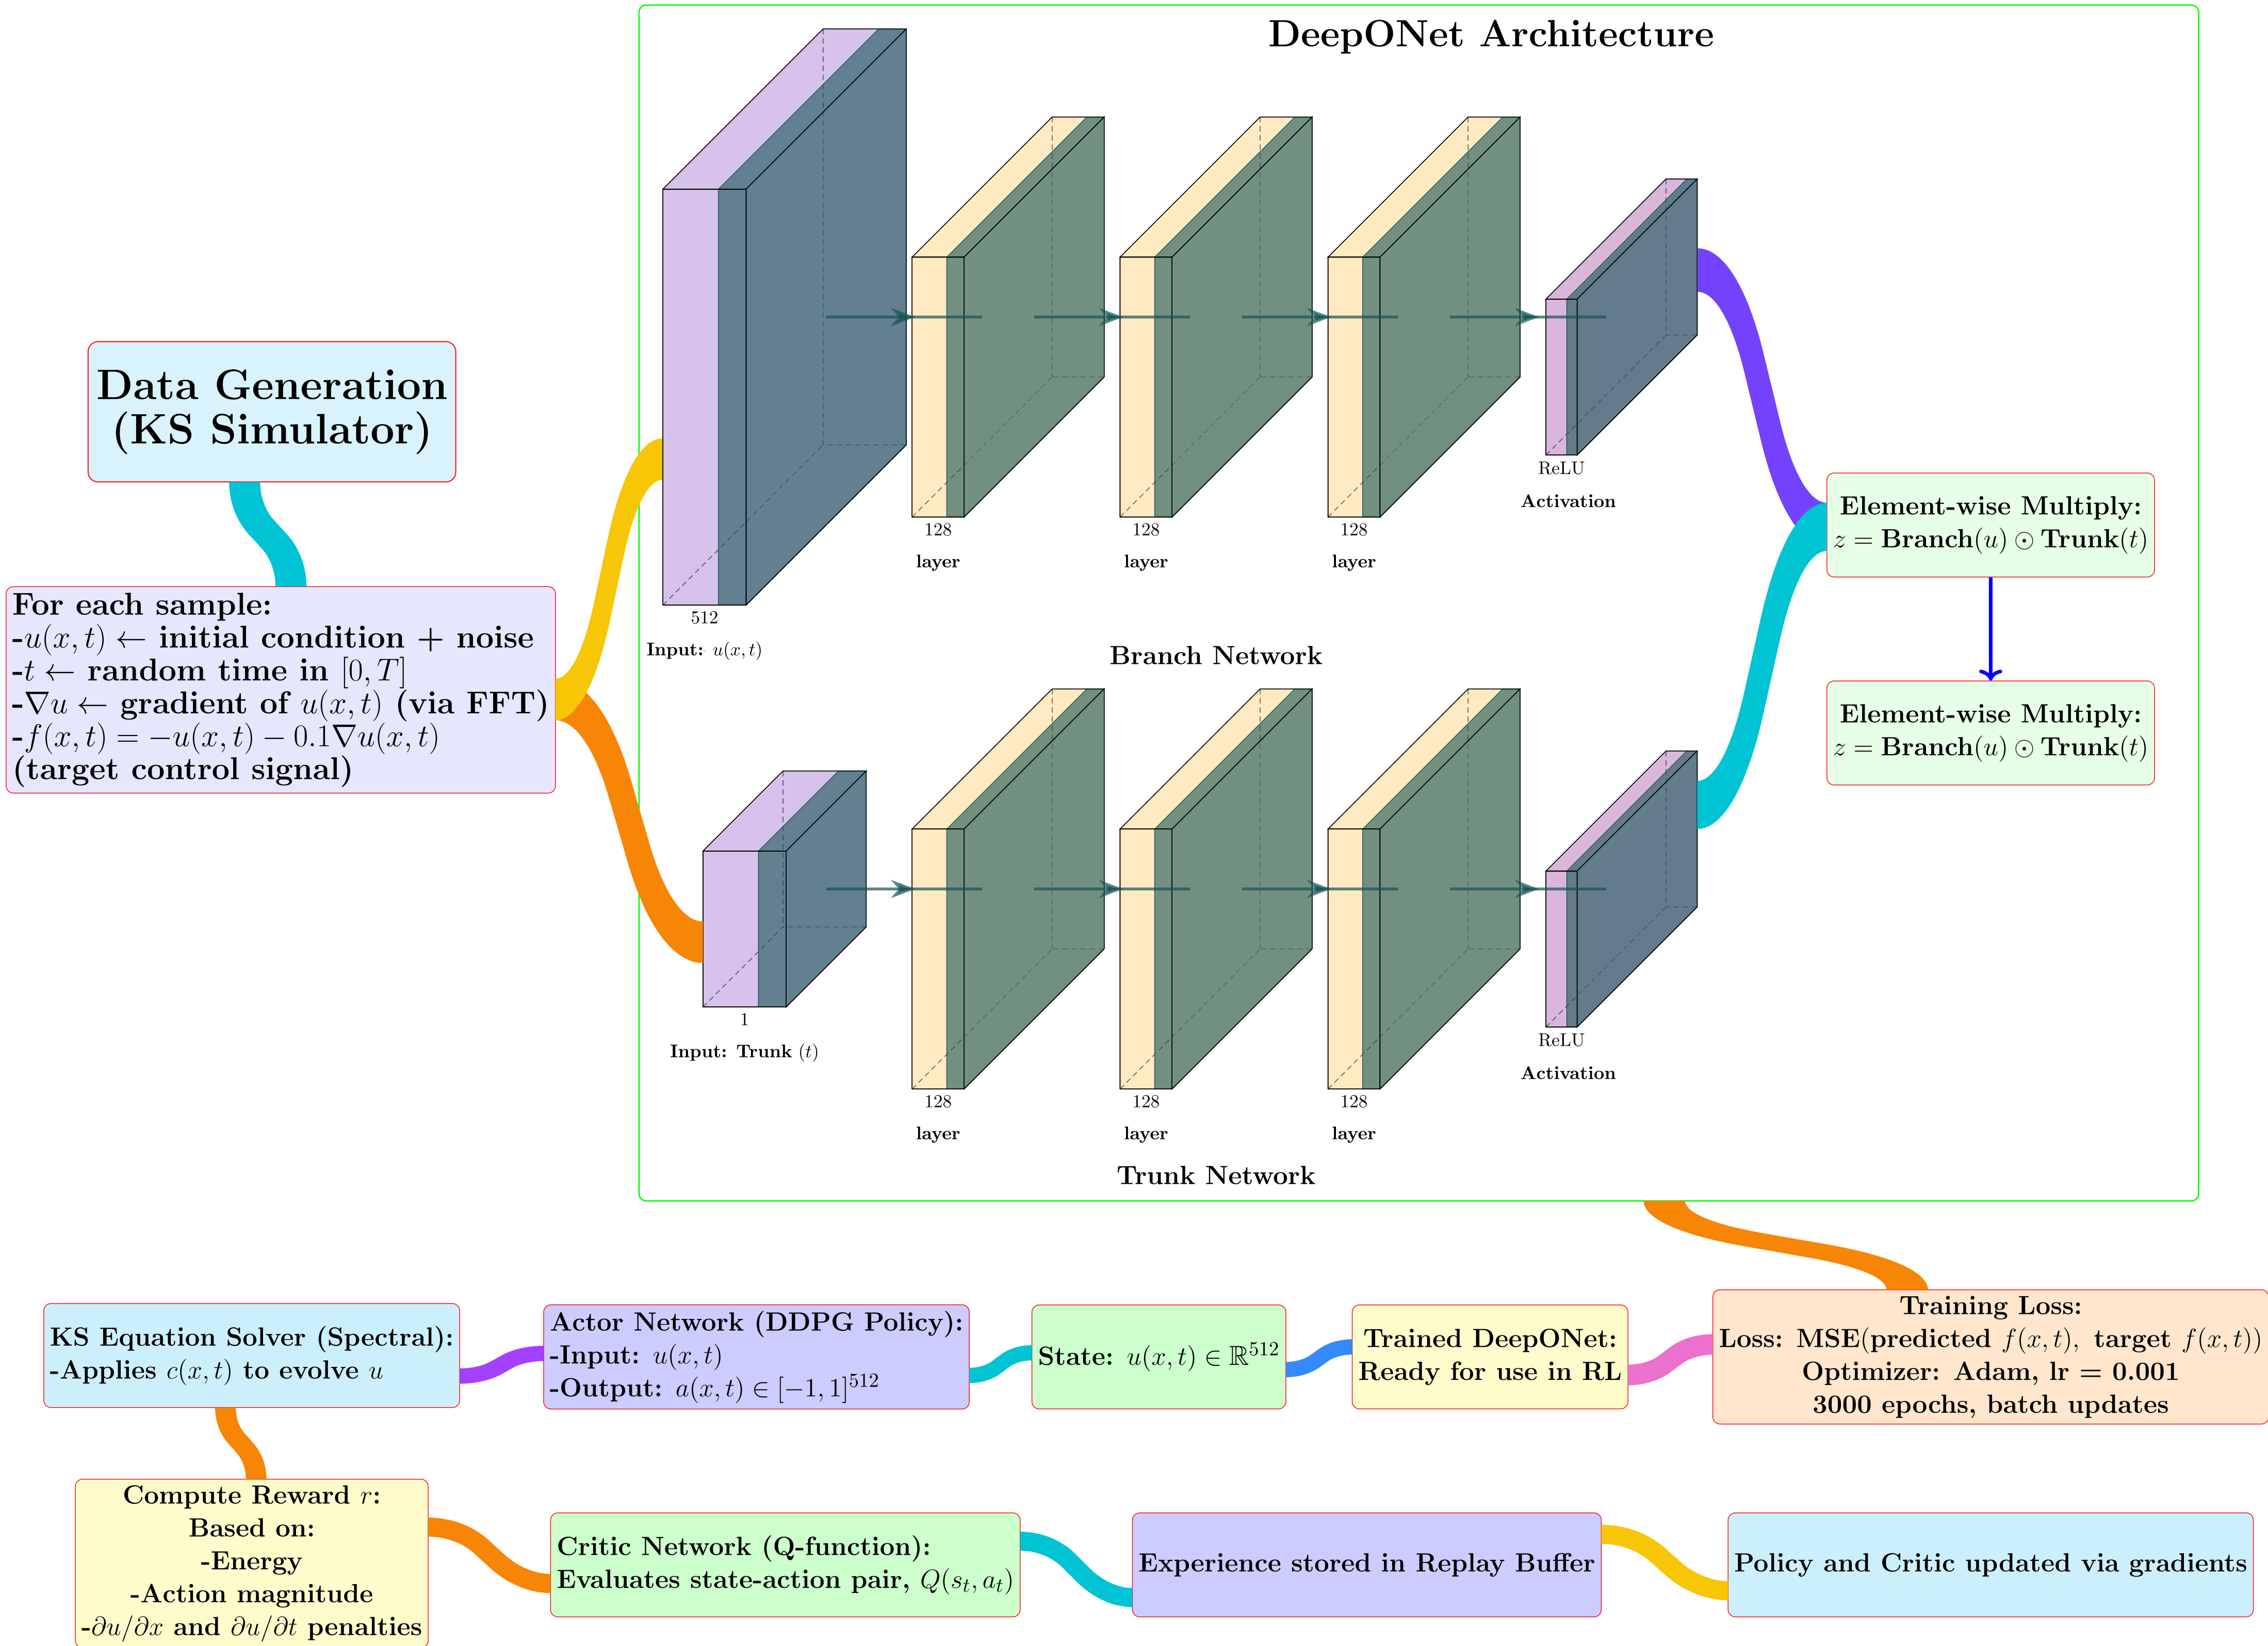 DeepONet Architecture
Data Generation
(KS Simulator)
For each sample:
-u(x, t) ← initial condition + noise
-t ← random time in [0, T]
-∇u ← gradient of u(x, t) (via FFT)
-f(x, t) = −u(x, t) − 0.1∇u(x, t)
(target control signal)
512
Input: u(x, t)
128
layer
128
layer
128
layer
ReLU
Activation
Branch Network
1
Input: Trunk (t)
128
layer
128
layer
128
layer
ReLU
Activation
Trunk Network
Element-wise Multiply:
z = Branch(u) ⊙ Trunk(t)
Element-wise Multiply:
z = Branch(u) ⊙ Trunk(t)
KS Equation Solver (Spectral):
-Applies c(x, t) to evolve u
Actor Network (DDPG Policy):
-Input: u(x, t)
-Output: a(x, t) ∈ [−1, 1]^512
State: u(x, t) ∈ ℝ^512
Trained DeepONet:
Ready for use in RL
Training Loss:
Loss: MSE(predicted f(x, t), target f(x, t))
Optimizer: Adam, lr = 0.001
3000 epochs, batch updates
Compute Reward r:
Based on:
-Energy
-Action magnitude
-∂u/∂x and ∂u/∂t penalties
Critic Network (Q-function):
Evaluates state-action pair, Q(s_t, a_t)
Experience stored in Replay Buffer
Policy and Critic updated via gradients